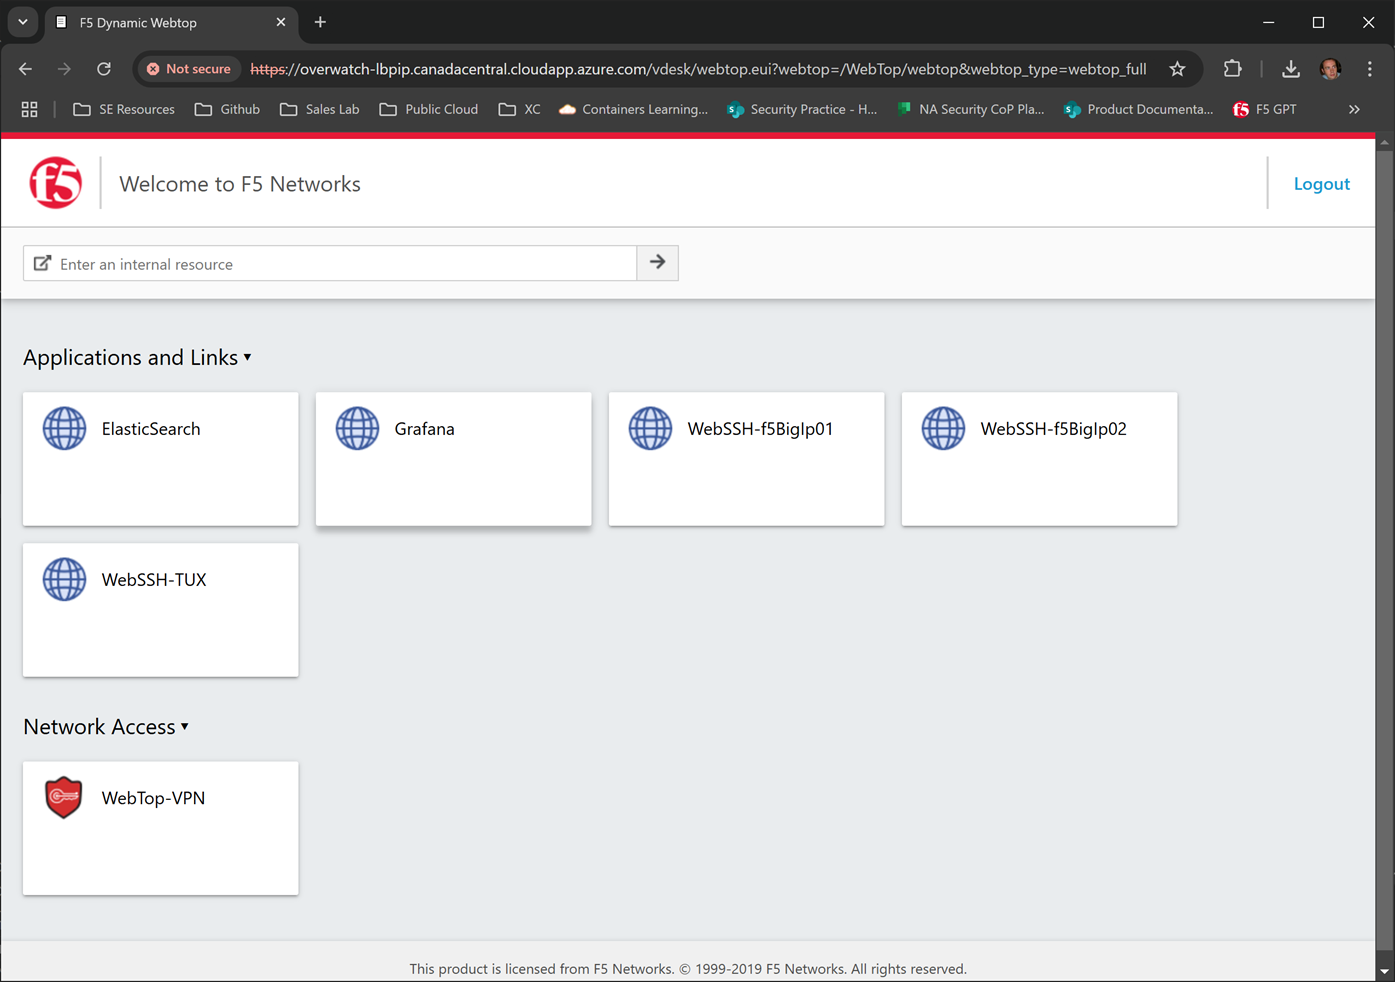 F5 Dynamic Webtop
Not secure https://overwatch-lbpip.canadacentral.cloudapp.azure.com/vdesk/webtop.eui?webtop=/WebTop/webtop&webtop_type=webtop_full
SE Resources Github Sales Lab Public Cloud XC Containers Learning... Security Practice - H... NA Security CoP Pla... Product Documenta... f5 F5 GPT »
f5 Welcome to F5 Networks Logout
Enter an internal resource
Applications and Links
ElasticSearch Grafana WebSSH-f5BigIp01 WebSSH-f5BigIp02
WebSSH-TUX
Network Access
WebTop-VPN
This product is licensed from F5 Networks. © 1999-2019 F5 Networks. All rights reserved.